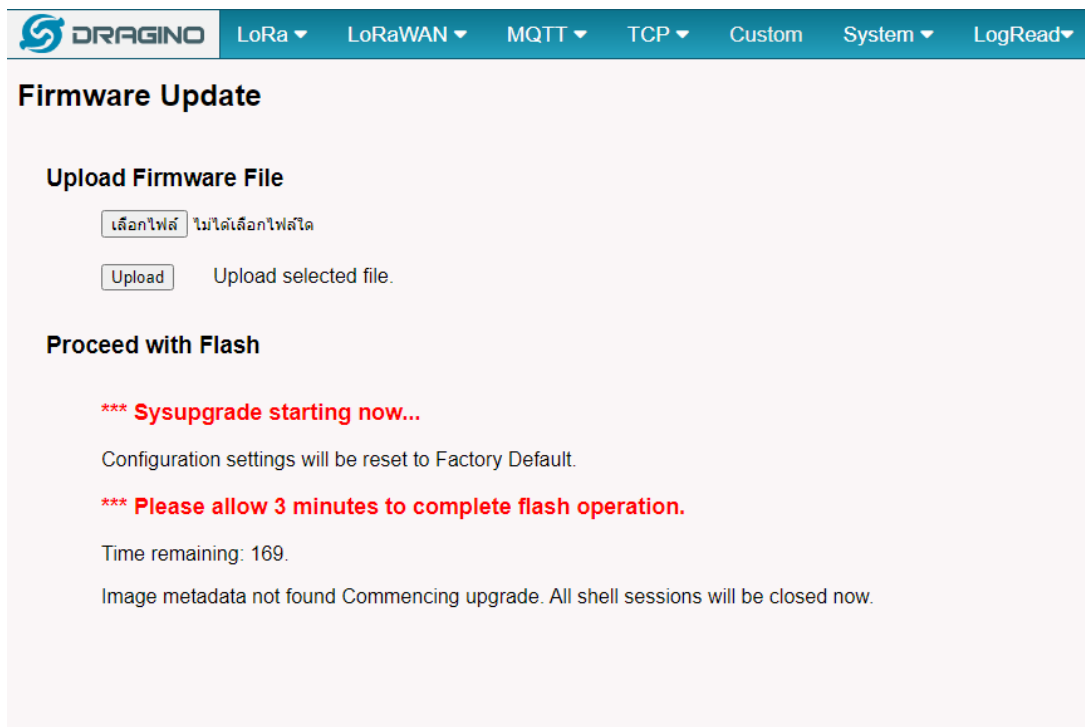 DRAGINO LoRa LoRaWAN MQTT TCP Custom System LogRead
Firmware Update
Upload Firmware File
เลือกไฟล์ ไม่ได้เลือกไฟล์ใด
Upload Upload selected file.
Proceed with Flash
*** Sysupgrade starting now...
Configuration settings will be reset to Factory Default.
*** Please allow 3 minutes to complete flash operation.
Time remaining: 169.
Image metadata not found Commencing upgrade. All shell sessions will be closed now.